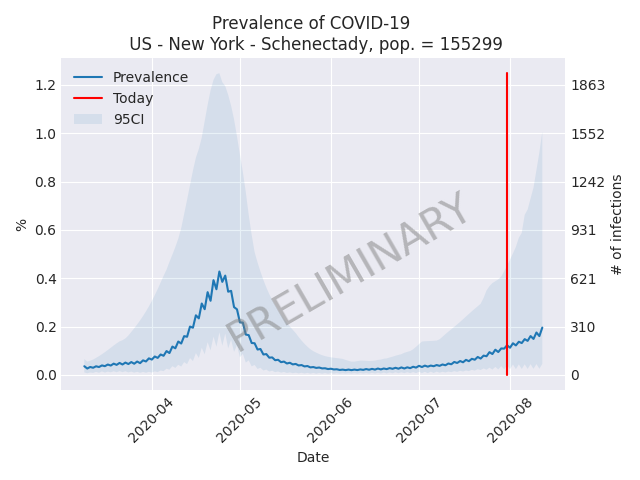 Prevalence of COVID-19
US - New York - Schenectady, pop. = 155299
Prevalence
Today
95CI
PRELIMINARY
%
1.2
1.0
0.8
0.6
0.4
0.2
0.0
1863
1552
1242
931
621
310
0
# of infections
2020-04
2020-05
2020-06
2020-07
2020-08
Date